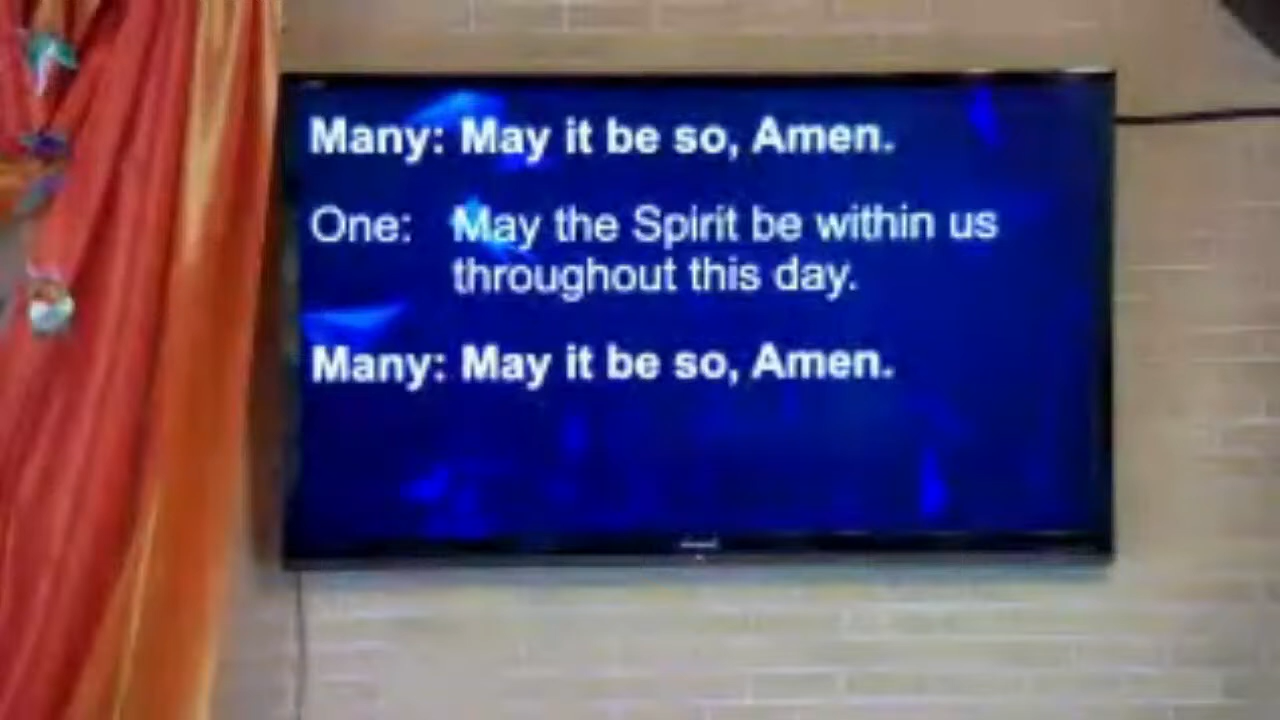 Many: May it be so, Amen.
One: May the Spirit be within us
throughout this day.
Many: May it be so, Amen.